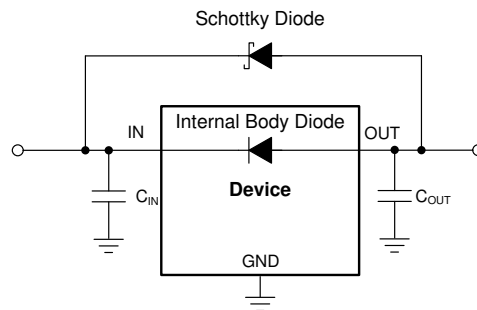 Schottky Diode
IN
Internal Body Diode
OUT
Device
CIN
COUT
GND